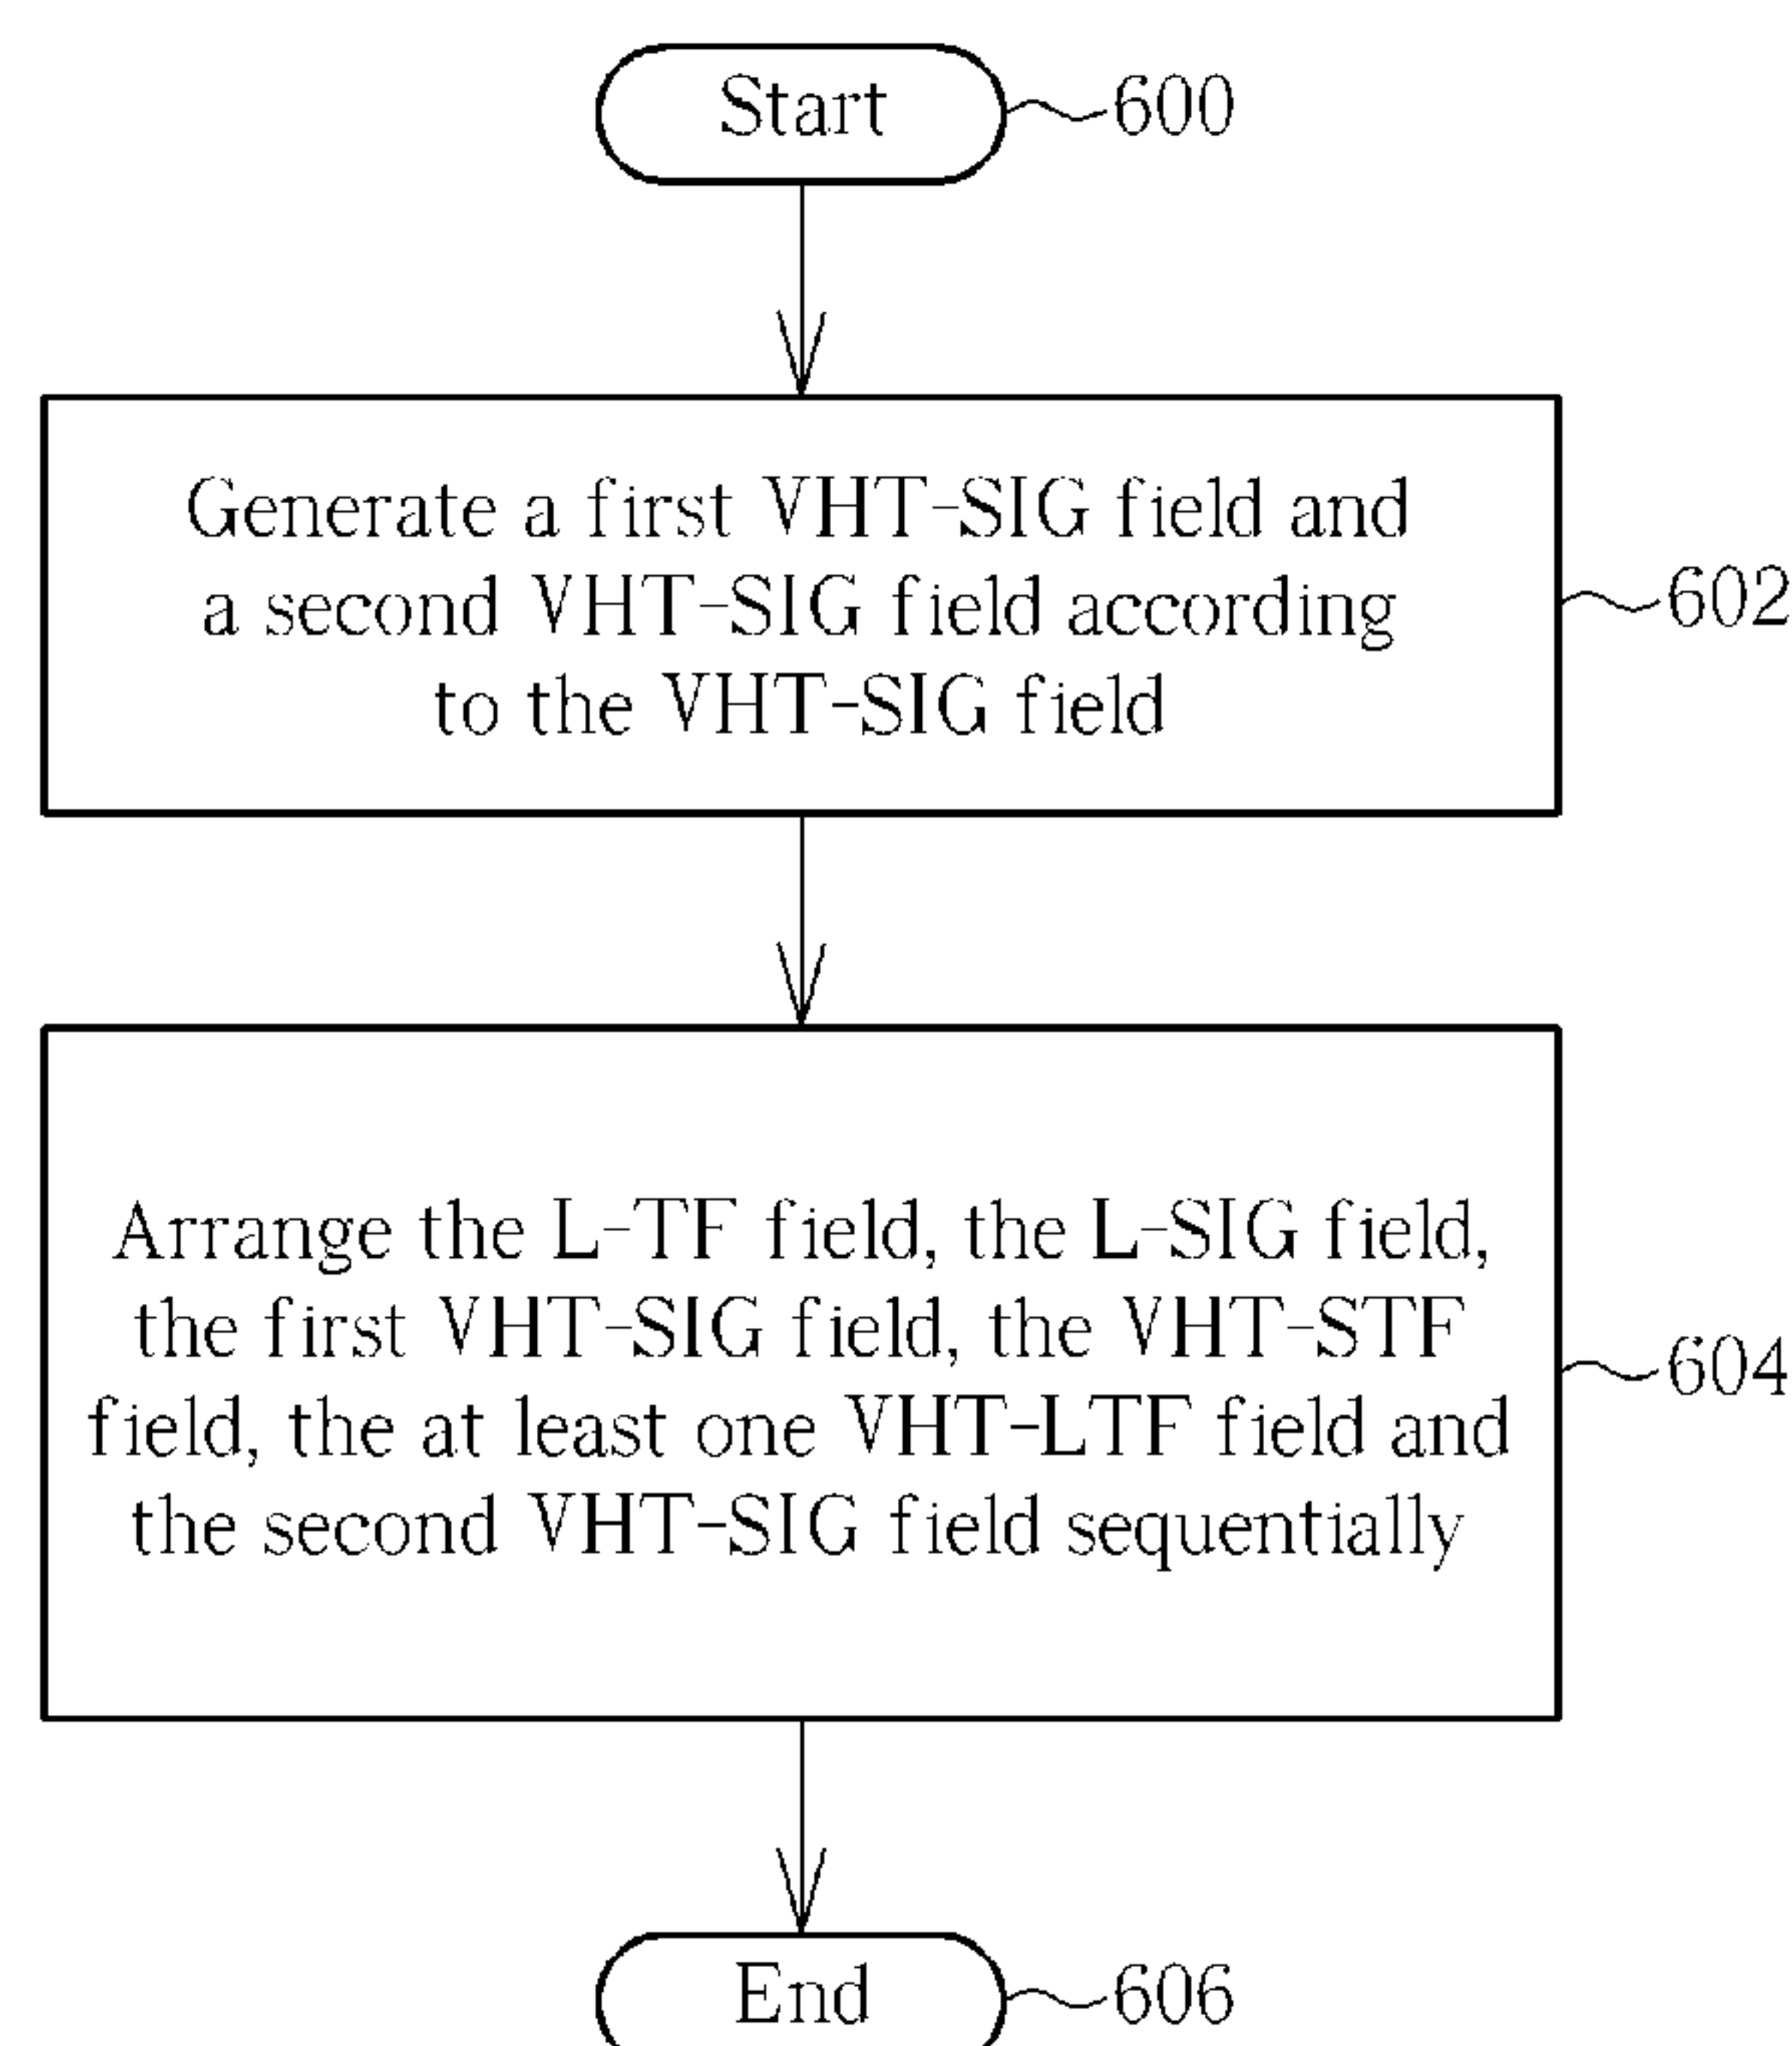 Start
600
Generate a first VHT-SIG field and
a second VHT-SIG field according
to the VHT-SIG field
602
Arrange the L-TF field, the L-SIG field,
the first VHT-SIG field, the VHT-STF
field, the at least one VHT-LTF field and
the second VHT-SIG field sequentially
604
End
606